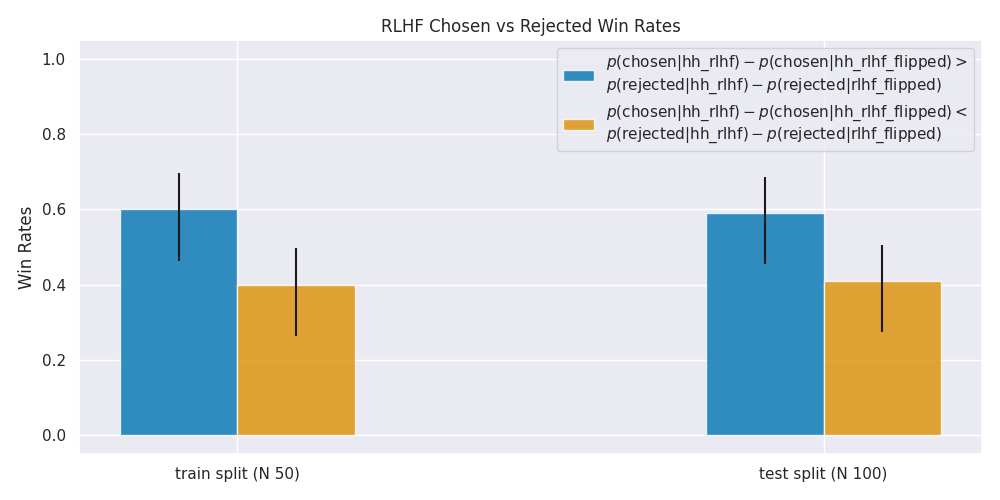 RLHF Chosen vs Rejected Win Rates
p(chosen|hh_rlhf) − p(chosen|hh_rlhf_flipped) >
p(rejected|hh_rlhf) − p(rejected|rlhf_flipped)
p(chosen|hh_rlhf) − p(chosen|hh_rlhf_flipped) <
p(rejected|hh_rlhf) − p(rejected|rlhf_flipped)
Win Rates
1.0
0.8
0.6
0.4
0.2
0.0
train split (N 50)
test split (N 100)